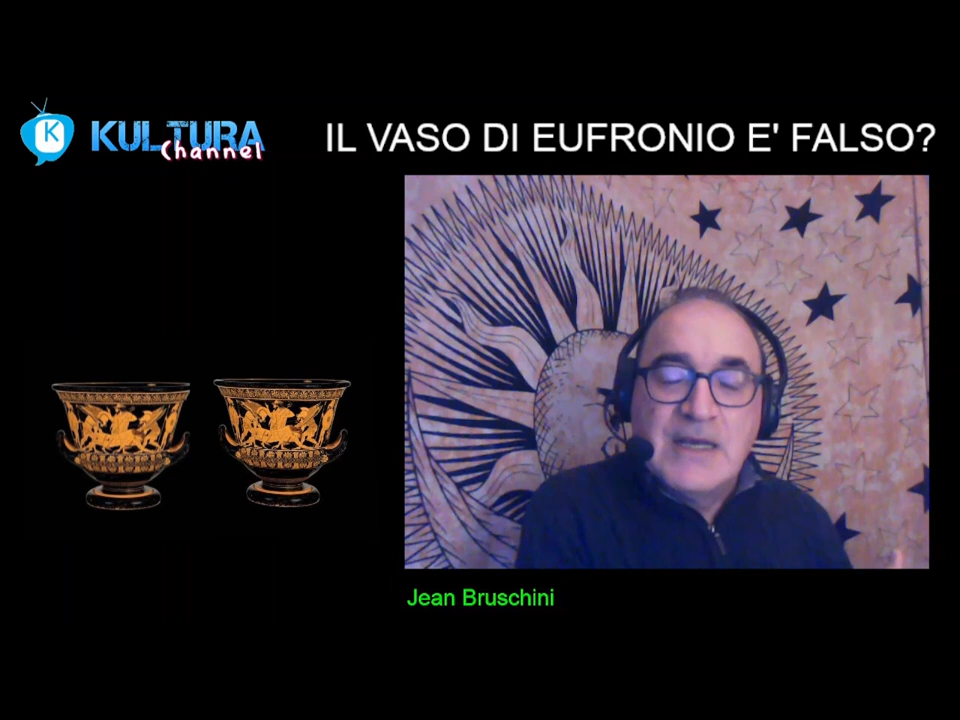 K
KULTURA
Channel
IL VASO DI EUFRONIO E' FALSO?
Jean Bruschini